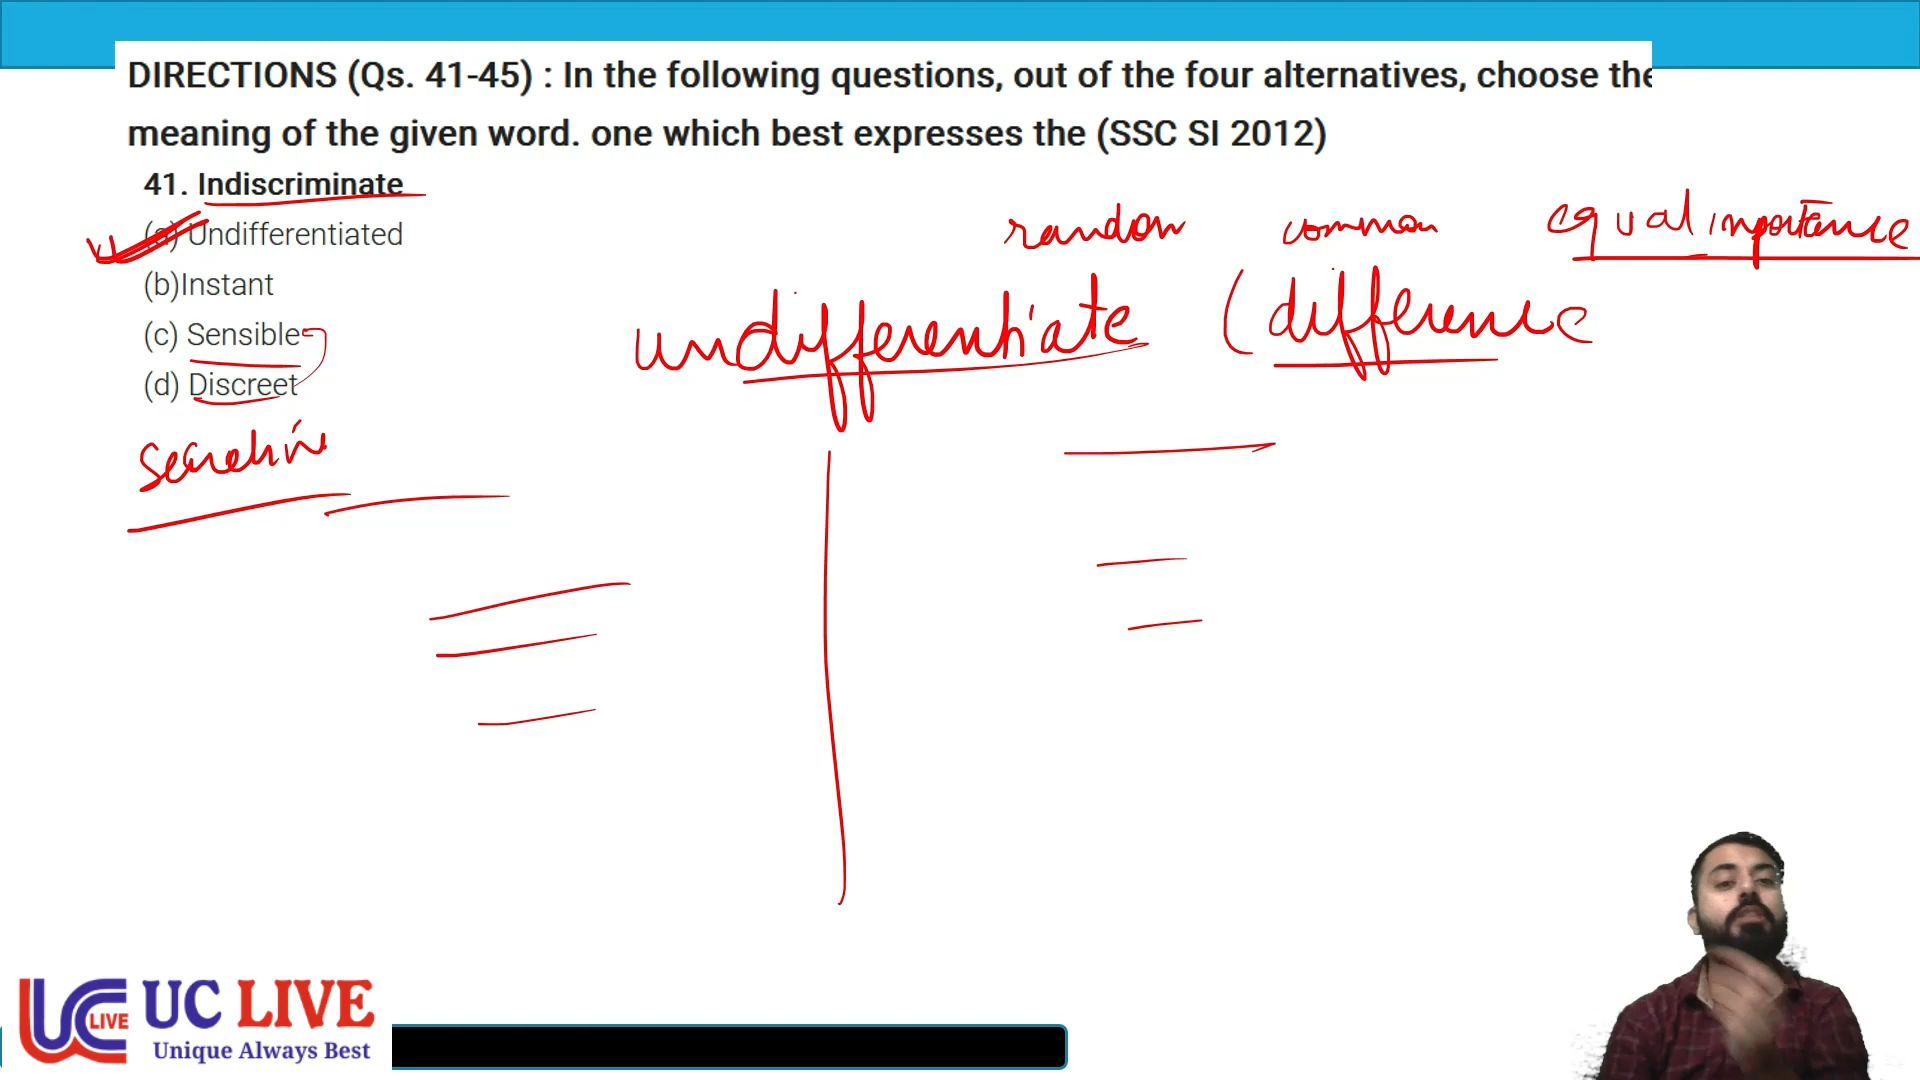 DIRECTIONS (Qs. 41-45) : In the following questions, out of the four alternatives, choose the
meaning of the given word. one which best expresses the (SSC SI 2012)
41. Indiscriminate
(a) Undifferentiated
(b)Instant
(c) Sensible
(d) Discreet
random common equal importance
undifferentiate (difference
UC LIVE
LIVE
Unique Always Best